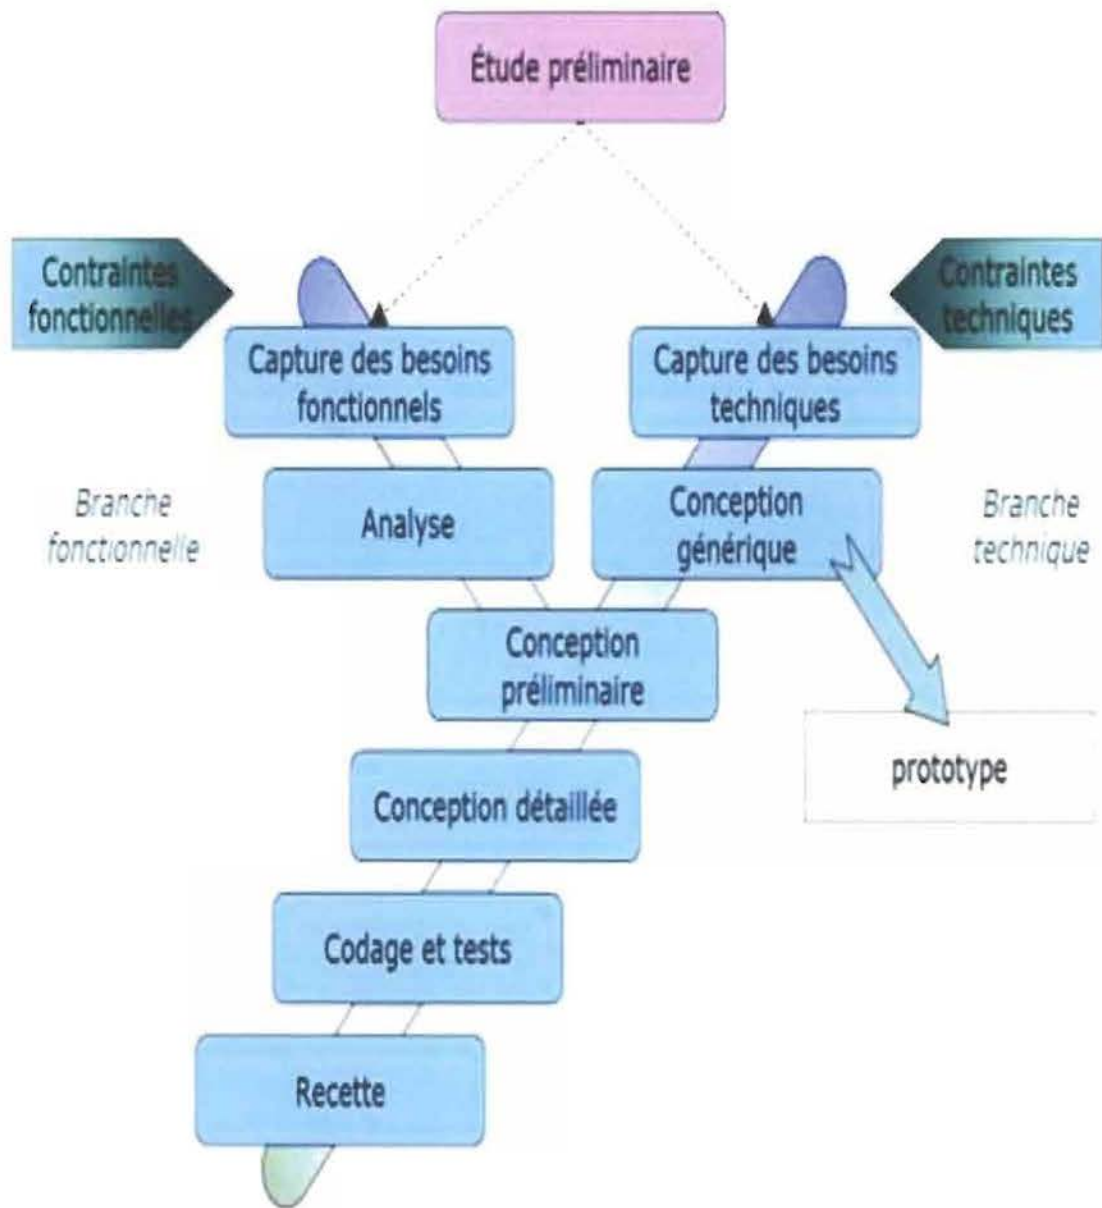 Étude préliminaire
Contraintes
fonctionnelles
Contraintes
techniques
Capture des besoins
fonctionnels
Capture des besoins
techniques
Branche
fonctionnelle
Analyse
Conception
générique
Branche
technique
Conception
préliminaire
prototype
Conception détaillée
Codage et tests
Recette